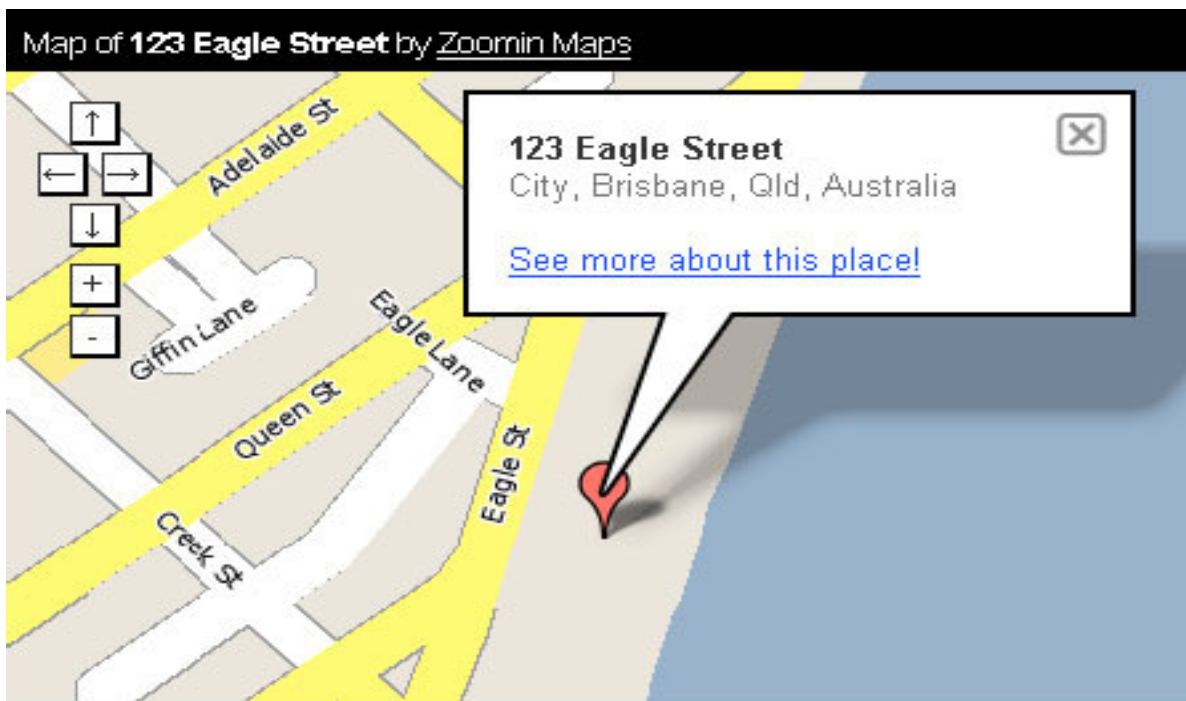 Map of 123 Eagle Street by Zoomin Maps
↑
← →
↓
+
-
123 Eagle Street
City, Brisbane, Qld, Australia
See more about this place!
Adelaide St
Giffin Lane
Eagle Lane
Queen St
Eagle St
Creek St